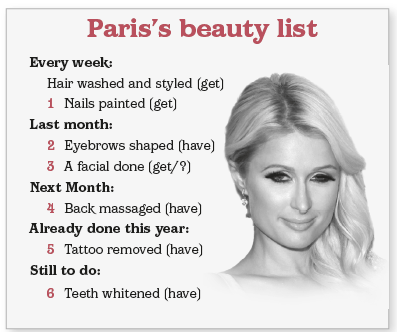 Paris's beauty list
Every week:
Hair washed and styled (get)
1 Nails painted (get)
Last month:
2 Eyebrows shaped (have)
3 A facial done (get/?)
Next Month:
4 Back massaged (have)
Already done this year:
5 Tattoo removed (have)
Still to do:
6 Teeth whitened (have)